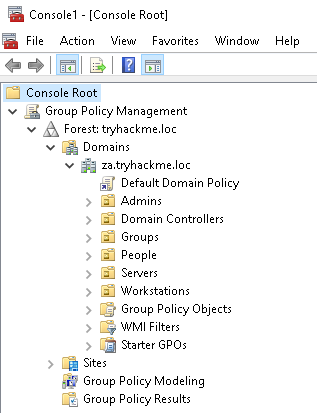 Console1 - [Console Root]
File Action View Favorites Window Help
Console Root
Group Policy Management
Forest: tryhackme.loc
Domains
za.tryhackme.loc
Default Domain Policy
Admins
Domain Controllers
Groups
People
Servers
Workstations
Group Policy Objects
WMI Filters
Starter GPOs
Sites
Group Policy Modeling
Group Policy Results